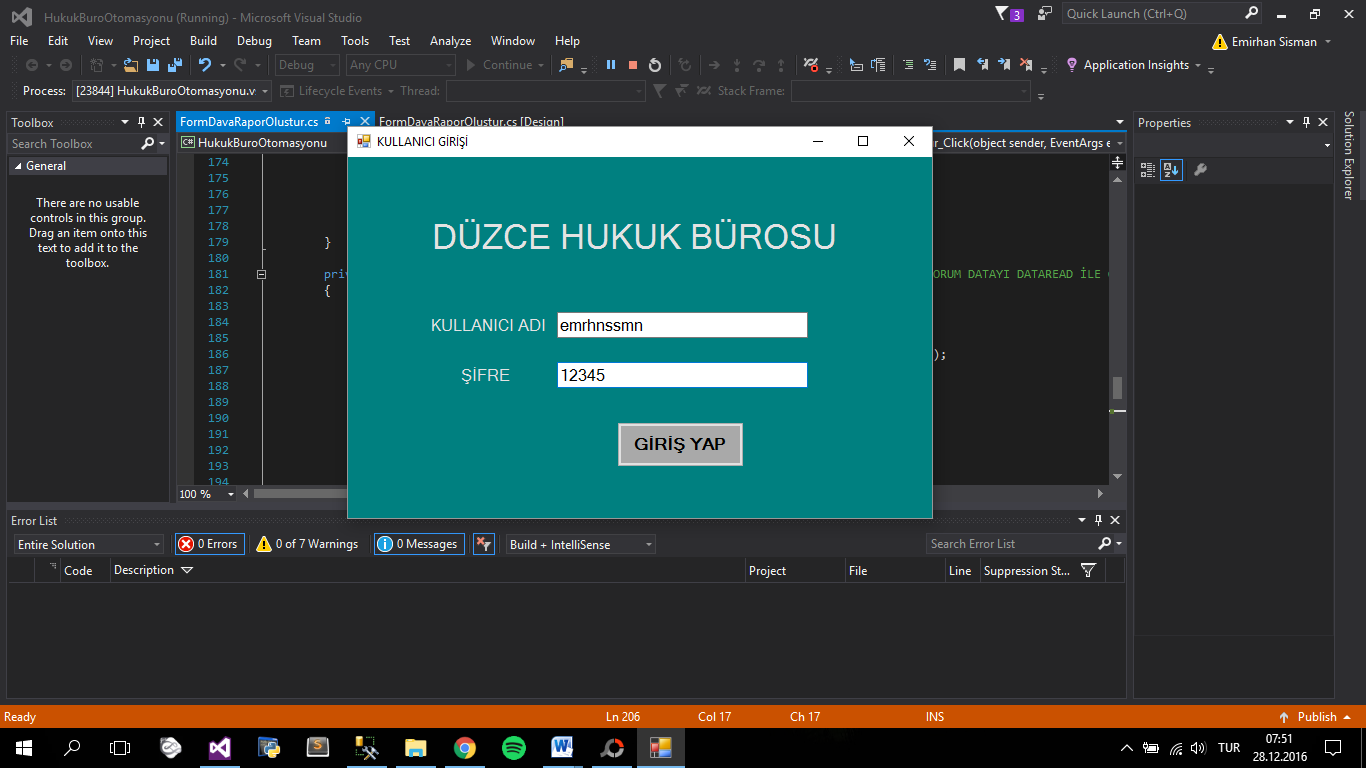 HukukBuroOtomasyonu (Running) - Microsoft Visual Studio
3
Quick Launch (Ctrl+Q)
File Edit View Project Build Debug Team Tools Test Analyze Window Help
Emirhan Sisman
Debug Any CPU Continue Application Insights
Process: [23844] HukukBuroOtomasyonu.v Lifecycle Events Thread: Stack Frame:
Toolbox
FormDavaRaporOlustur.cs FormDavaRaporOlustur.cs [Design]
Properties
Solution Explorer
Search Toolbox
HukukBuroOtomasyonu
r_Click(object sender, EventArgs e
General
There are no usable
controls in this group.
Drag an item onto this
text to add it to the
toolbox.
174
175
176
177
178
179 }
180
181 priv ORUM DATAYI DATAREAD İLE
182 {
183
184
185
186 );
187
188
189
190
191
192
193
194
100 %
KULLANICI GİRİŞİ
DÜZCE HUKUK BÜROSU
KULLANICI ADI emrhnssmn
ŞİFRE 12345
GİRİŞ YAP
Error List
Entire Solution 0 Errors 0 of 7 Warnings 0 Messages Build + IntelliSense Search Error List
Code Description Project File Line Suppression St...
Ready Ln 206 Col 17 Ch 17 INS Publish
TUR
07:51
28.12.2016